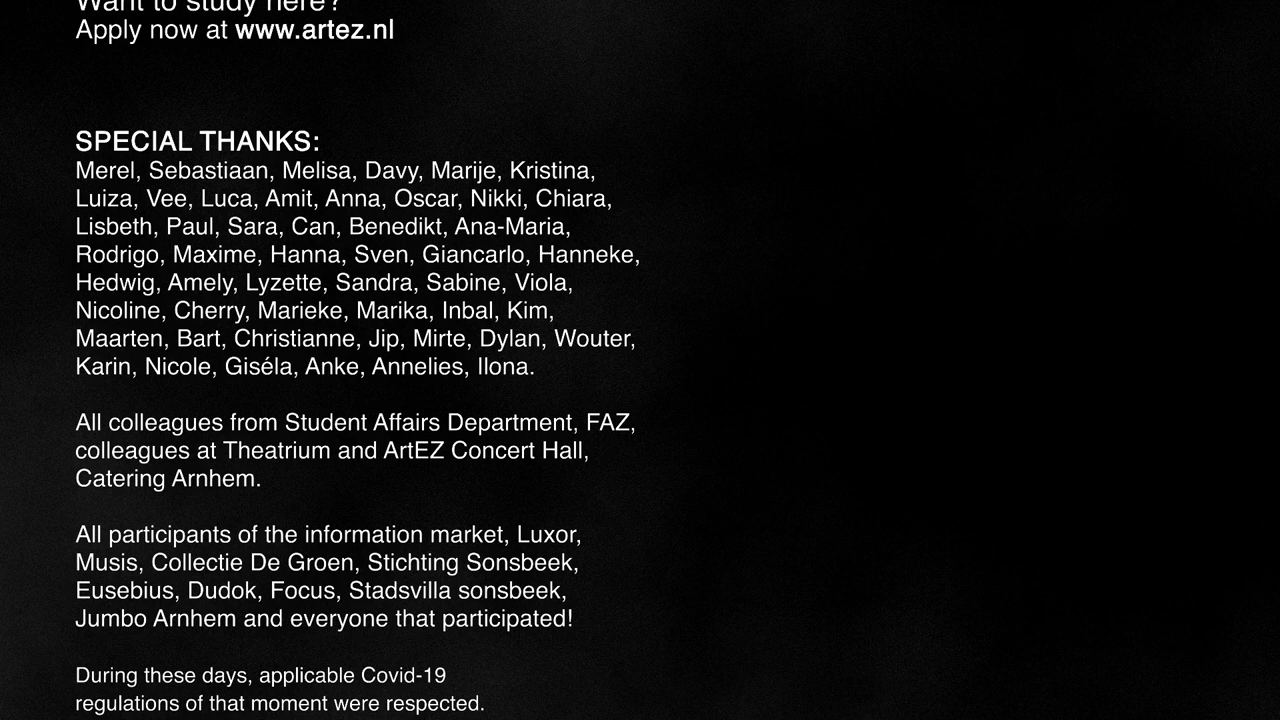 Want to study here?
Apply now at www.artez.nl
SPECIAL THANKS:
Merel, Sebastiaan, Melisa, Davy, Marije, Kristina,
Luiza, Vee, Luca, Amit, Anna, Oscar, Nikki, Chiara,
Lisbeth, Paul, Sara, Can, Benedikt, Ana-Maria,
Rodrigo, Maxime, Hanna, Sven, Giancarlo, Hanneke,
Hedwig, Amely, Lyzette, Sandra, Sabine, Viola,
Nicoline, Cherry, Marieke, Marika, Inbal, Kim,
Maarten, Bart, Christianne, Jip, Mirte, Dylan, Wouter,
Karin, Nicole, Giséla, Anke, Annelies, Ilona.
All colleagues from Student Affairs Department, FAZ,
colleagues at Theatrium and ArtEZ Concert Hall,
Catering Arnhem.
All participants of the information market, Luxor,
Musis, Collectie De Groen, Stichting Sonsbeek,
Eusebius, Dudok, Focus, Stadsvilla sonsbeek,
Jumbo Arnhem and everyone that participated!
During these days, applicable Covid-19
regulations of that moment were respected.